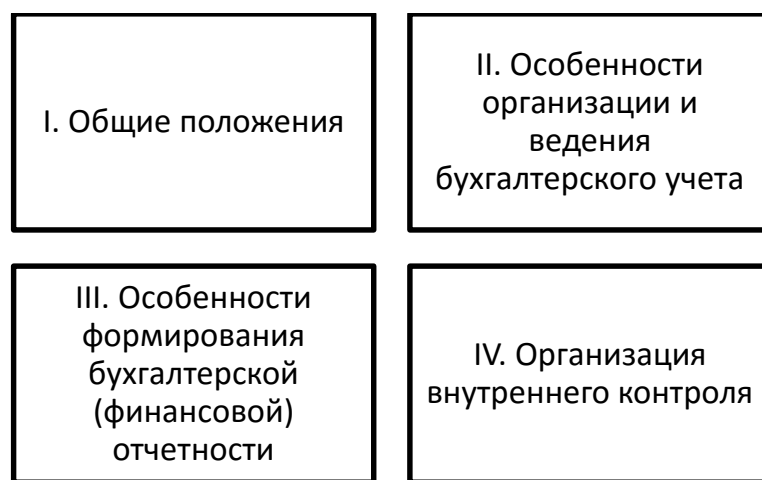 I. Общие положения
II. Особенности
организации и
ведения
бухгалтерского учета
III. Особенности
формирования
бухгалтерской
(финансовой)
отчетности
IV. Организация
внутреннего контроля